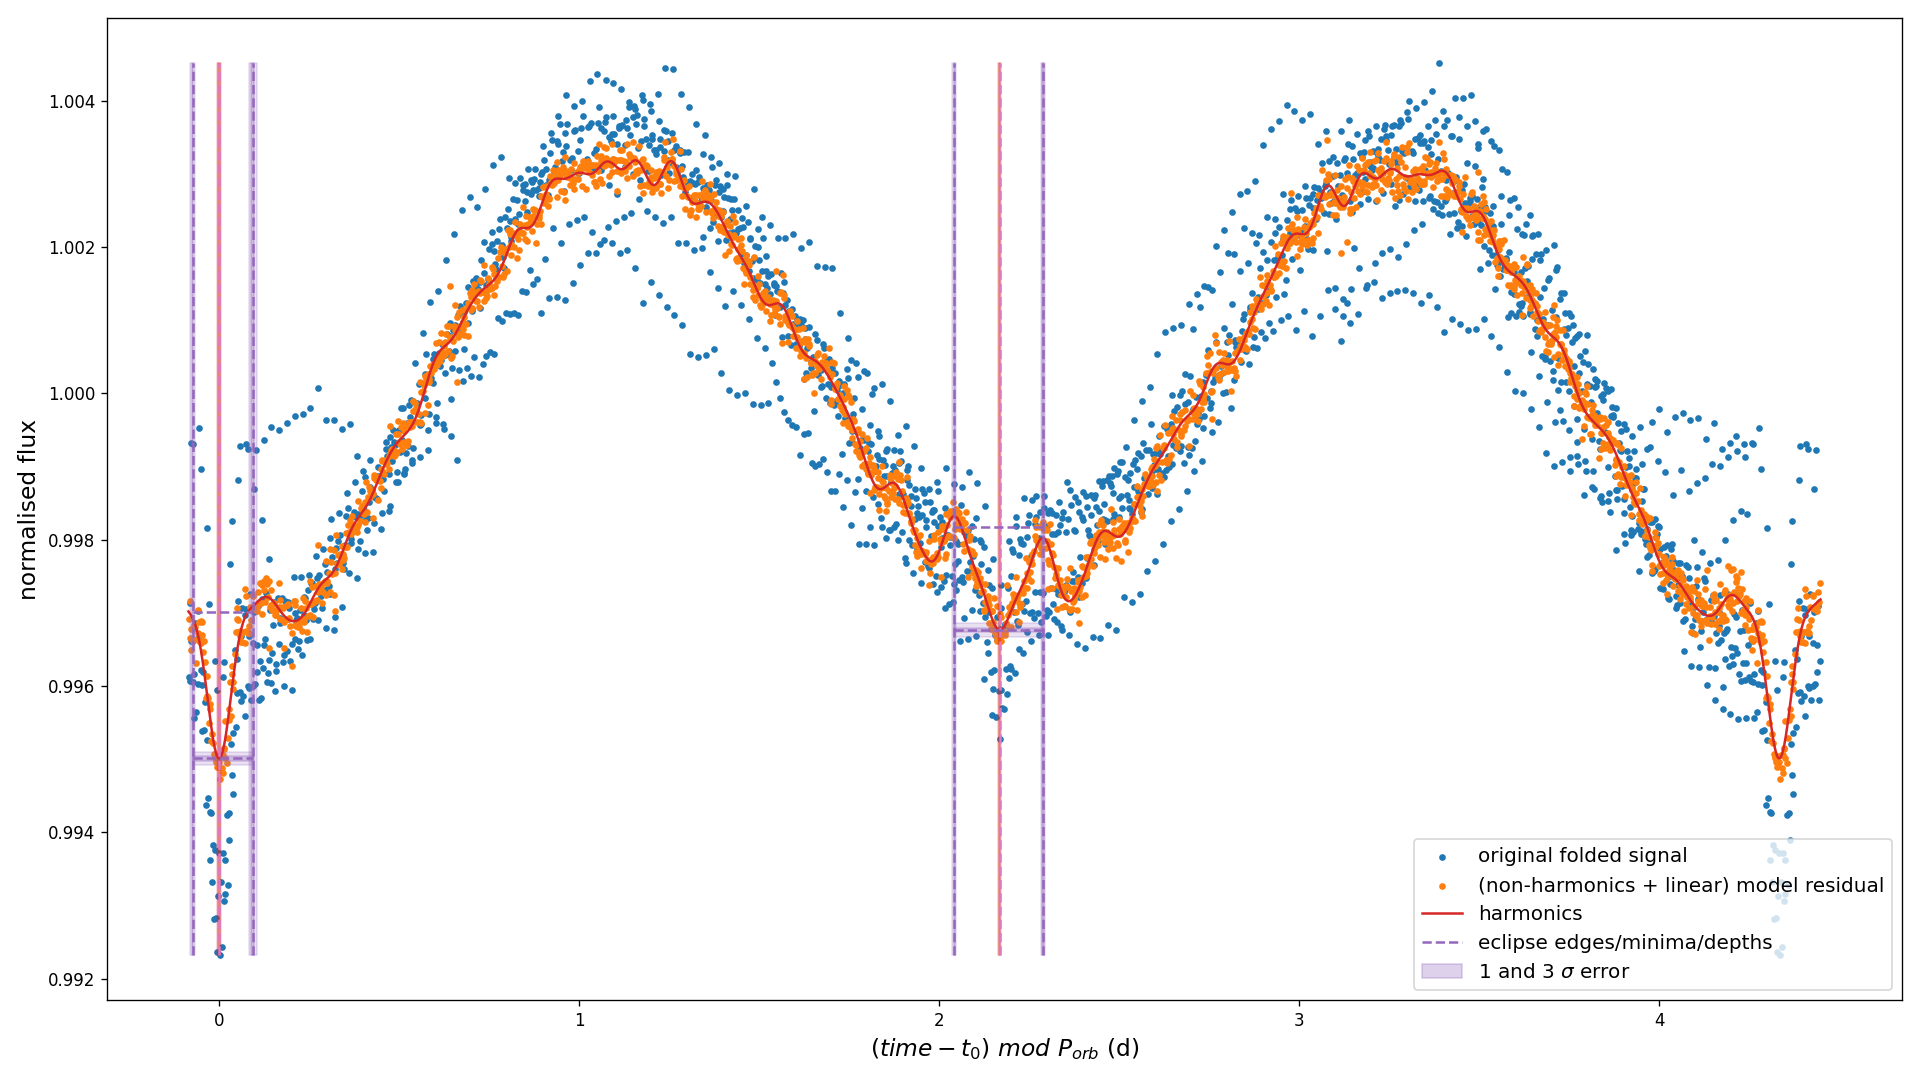 normalised flux
1.004
1.002
1.000
0.998
0.996
0.994
0.992
0 1 2 3 4
(time − t₀) mod P_orb (d)
original folded signal
(non-harmonics + linear) model residual
harmonics
eclipse edges/minima/depths
1 and 3 σ error